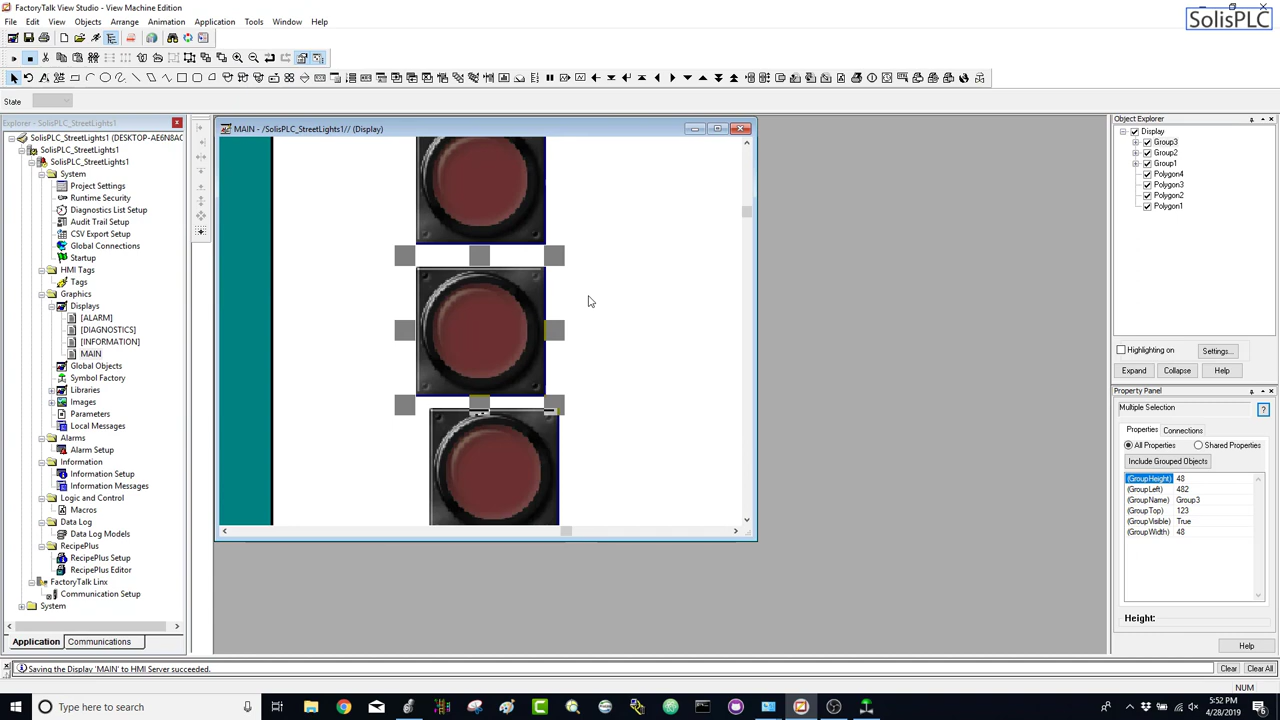 FactoryTalk View Studio - View Machine Edition
SolisPLC
File Edit View Objects Arrange Animation Application Tools Window Help
State
Explorer - SolisPLC_StreetLights1
SolisPLC_StreetLights1 (DESKTOP-AE6N8AC
SolisPLC_StreetLights1
SolisPLC_StreetLights1
System
Project Settings
Runtime Security
Diagnostics List Setup
Audit Trail Setup
CSV Export Setup
Global Connections
Startup
HMI Tags
Tags
Graphics
Displays
[ALARM]
[DIAGNOSTICS]
[INFORMATION]
MAIN
Global Objects
Symbol Factory
Libraries
Images
Parameters
Local Messages
Alarms
Alarm Setup
Information
Information Setup
Information Messages
Logic and Control
Macros
Data Log
Data Log Models
RecipePlus
RecipePlus Setup
RecipePlus Editor
FactoryTalk Linx
Communication Setup
System
Application Communications
MAIN - /SolisPLC_StreetLights1// (Display)
Object Explorer
Display
Group3
Group2
Group1
Polygon4
Polygon3
Polygon2
Polygon1
Highlighting on Settings...
Expand Collapse Help
Property Panel
Multiple Selection
Properties Connections
All Properties Shared Properties
Include Grouped Objects
(GroupHeight) 48
(GroupLeft) 482
(GroupName) Group3
(GroupTop) 123
(GroupVisible) True
(GroupWidth) 48
Height:
Help
Saving the Display 'MAIN' to HMI Server succeeded.
Clear Clear All
NUM
Type here to search
5:52 PM
4/28/2019